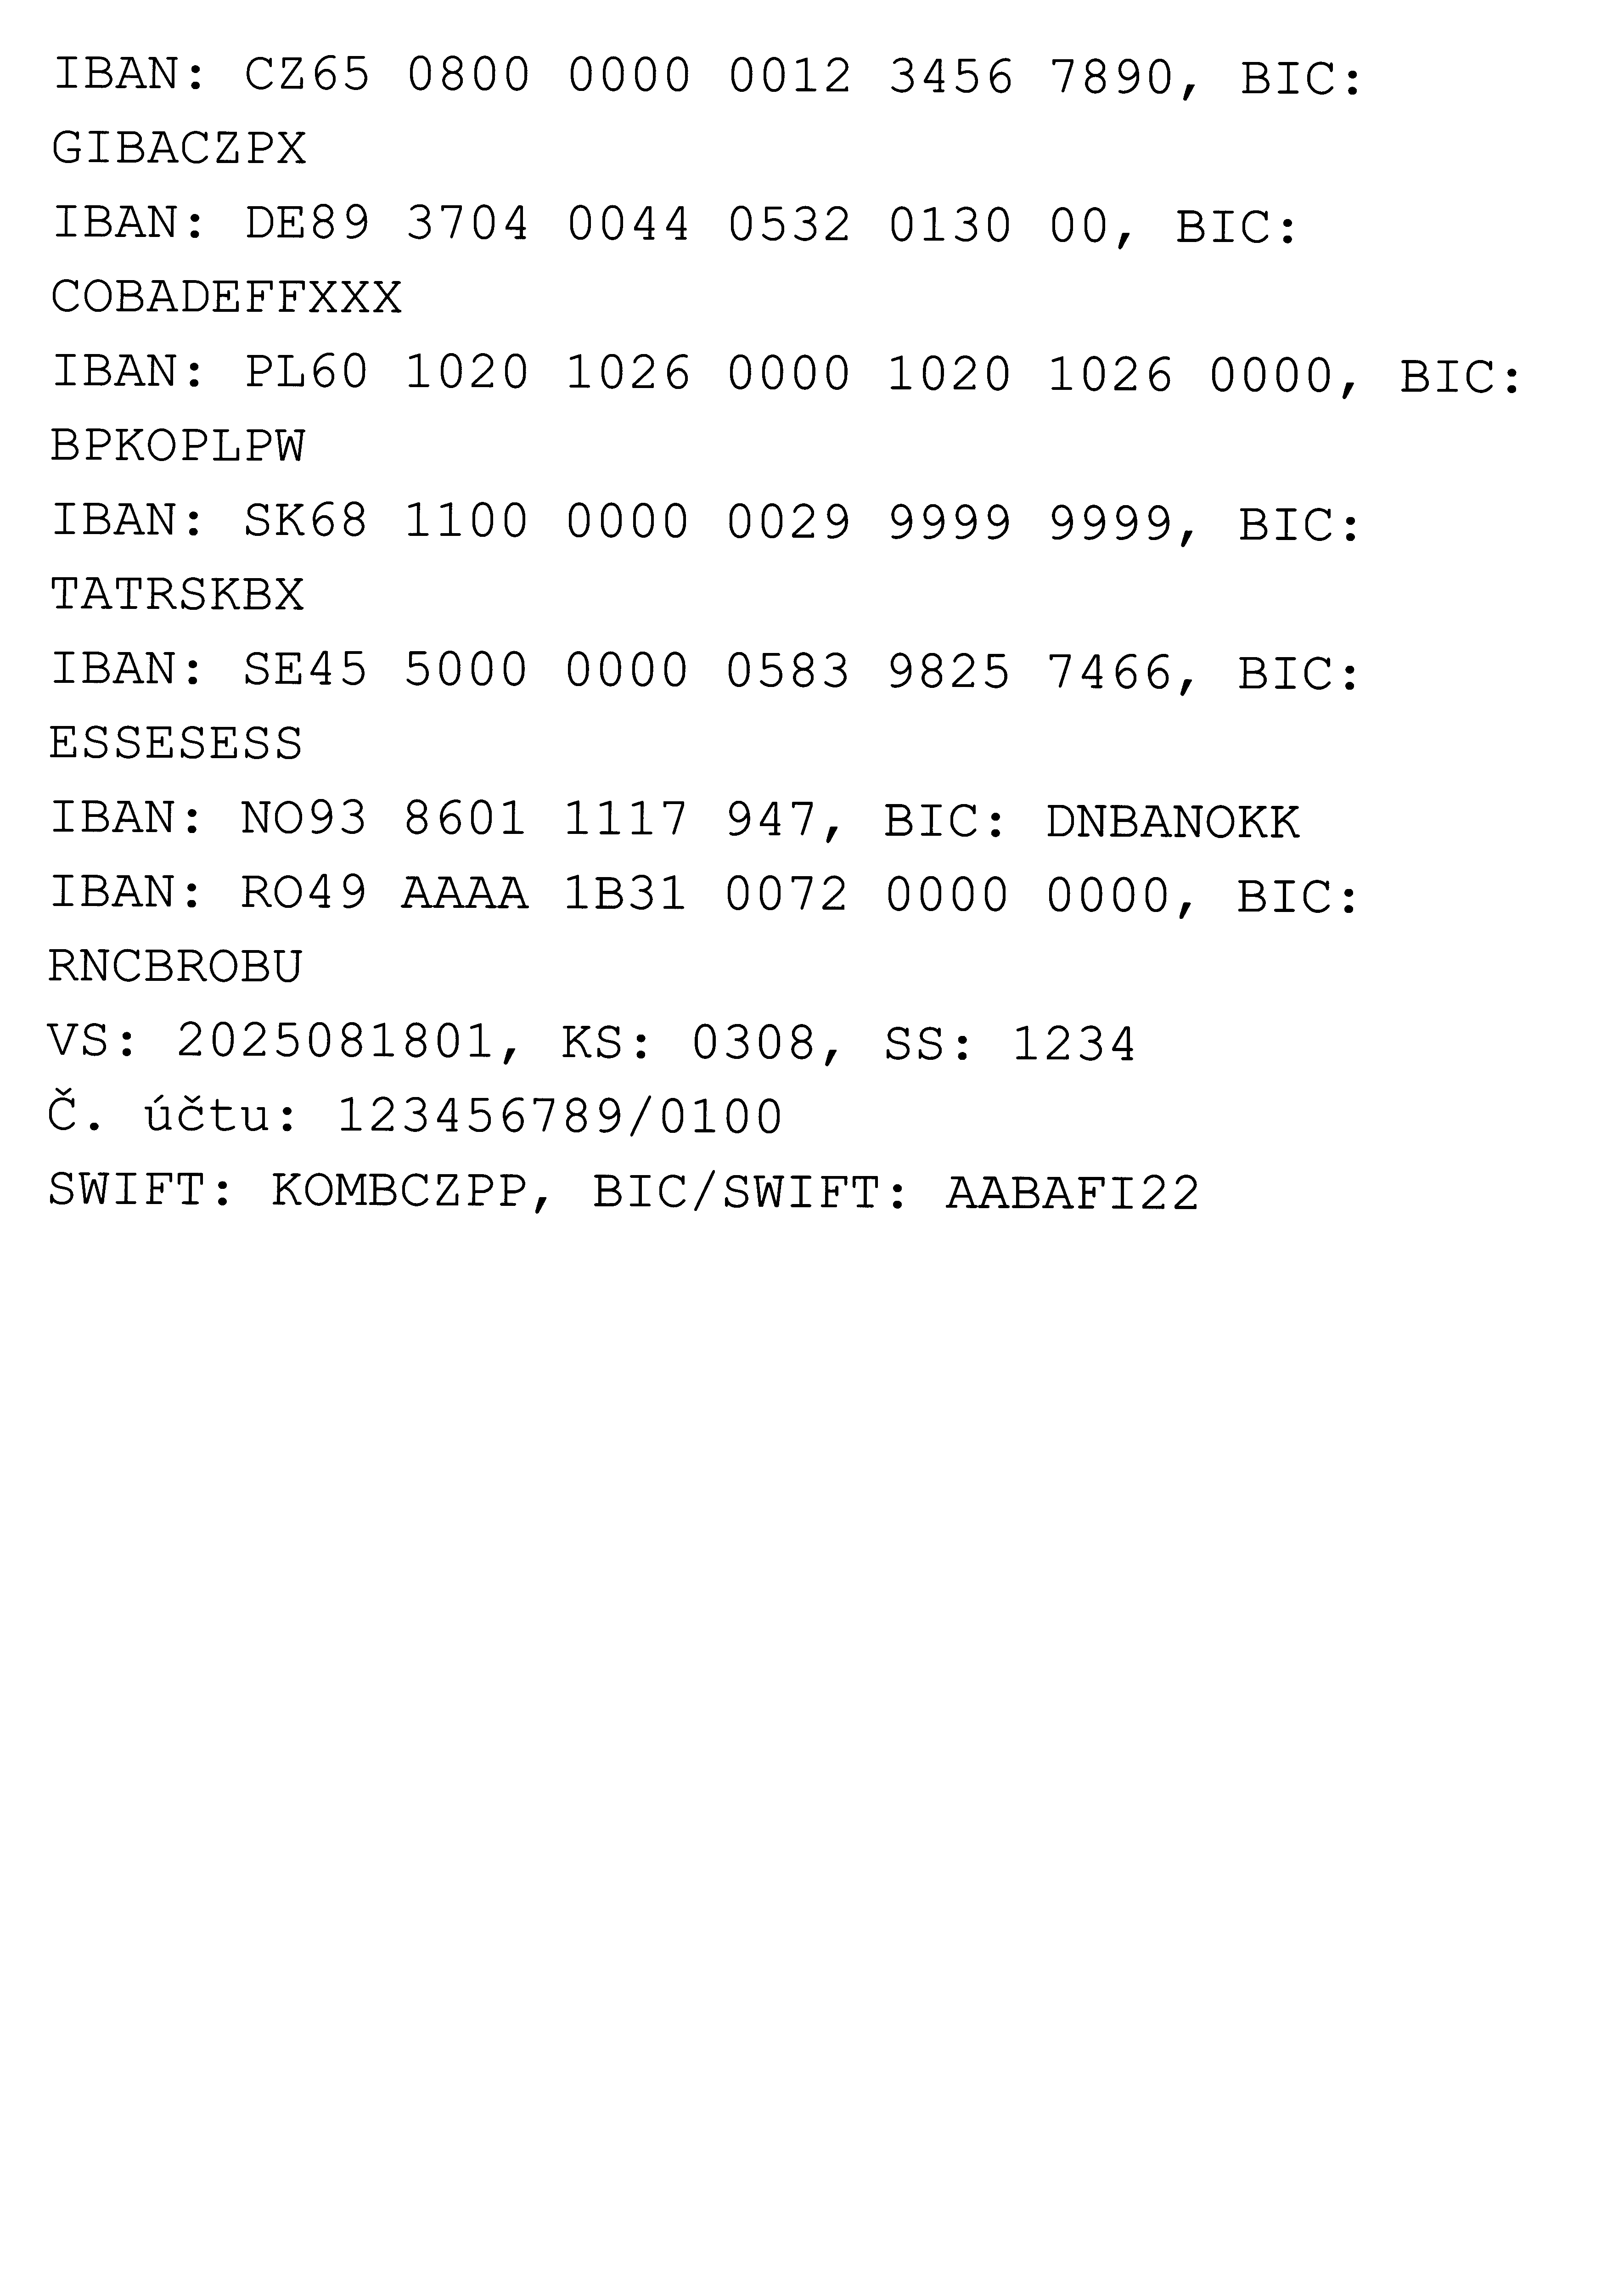 IBAN: CZ65 0800 0000 0012 3456 7890, BIC:
GIBACZPX
IBAN: DE89 3704 0044 0532 0130 00, BIC:
COBADEFFXXX
IBAN: PL60 1020 1026 0000 1020 1026 0000, BIC:
BPKOPLPW
IBAN: SK68 1100 0000 0029 9999 9999, BIC:
TATRSKBX
IBAN: SE45 5000 0000 0583 9825 7466, BIC:
ESSESESS
IBAN: NO93 8601 1117 947, BIC: DNBANOKK
IBAN: RO49 AAAA 1B31 0072 0000 0000, BIC:
RNCBROBU
VS: 2025081801, KS: 0308, SS: 1234
Č. účtu: 123456789/0100
SWIFT: KOMBCZPP, BIC/SWIFT: AABAFI22